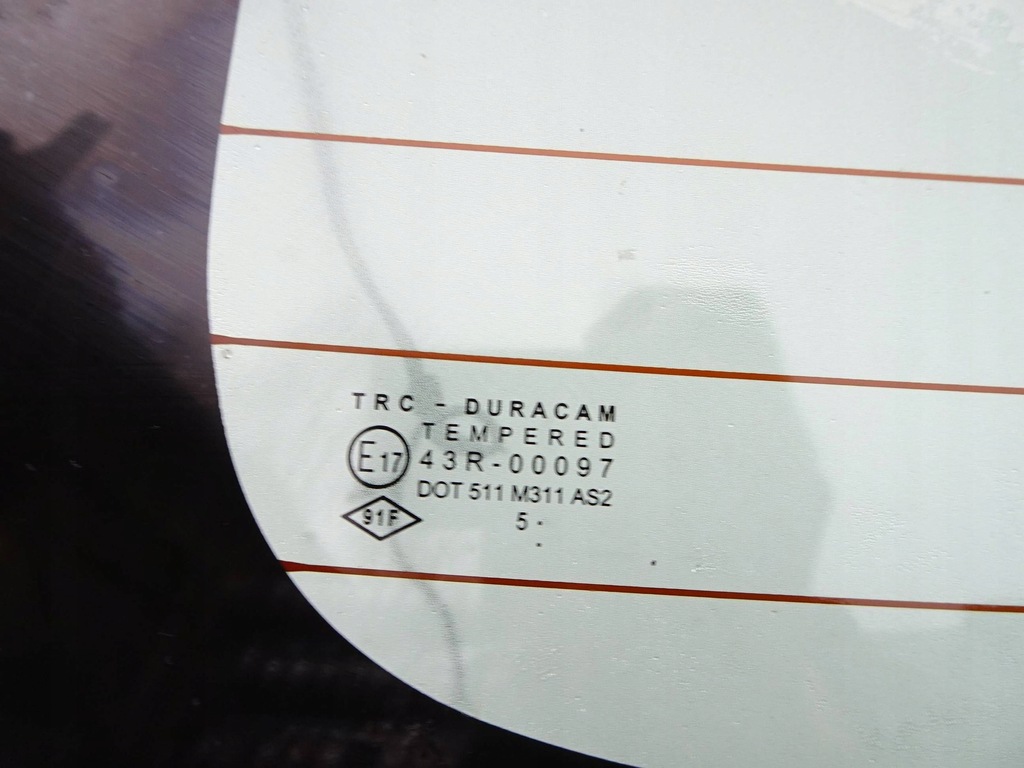 TRC - DURACAM
TEMPERED
E17 43R-00097
DOT 511 M311 AS2
91F
5 :